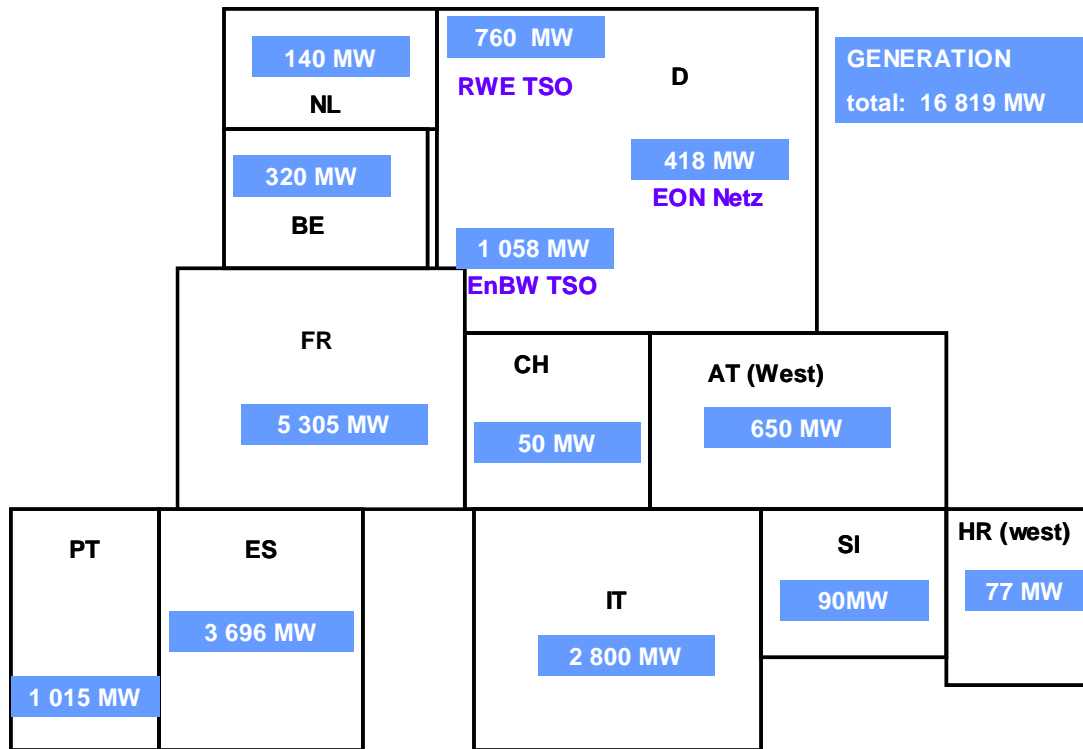 140 MW
NL
760 MW
RWE TSO
D
GENERATION
total: 16 819 MW
320 MW
BE
418 MW
EON Netz
1 058 MW
EnBW TSO
FR
5 305 MW
CH
50 MW
AT (West)
650 MW
PT
1 015 MW
ES
3 696 MW
IT
2 800 MW
SI
90MW
HR (west)
77 MW